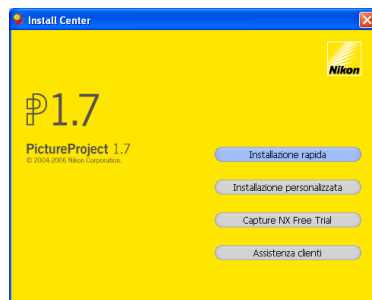 Install Center
Nikon
P1.7
PictureProject 1.7
© 2004-2006 Nikon Corporation.
Installazione rapida
Installazione personalizzata
Capture NX Free Trial
Assistenza clienti